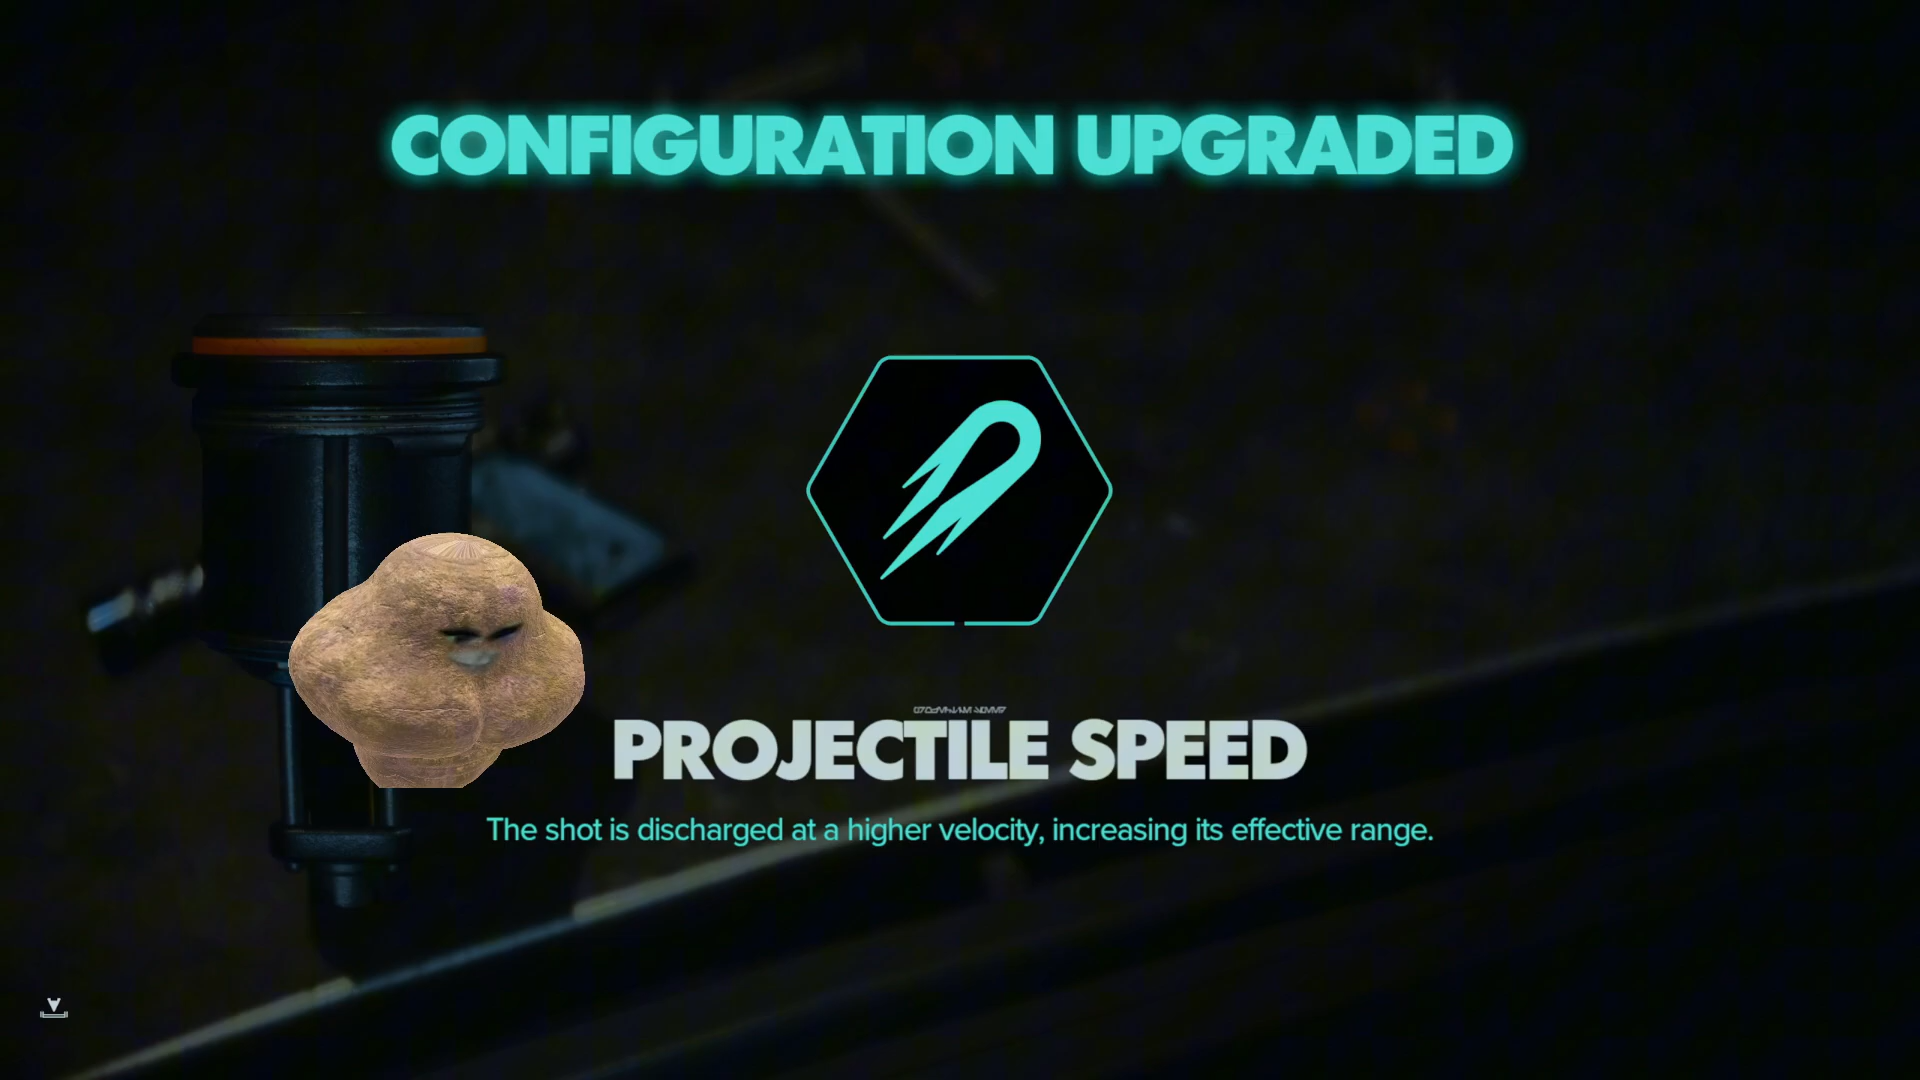 CONFIGURATION UPGRADED
PROJECTILE SPEED
The shot is discharged at a higher velocity, increasing its effective range.